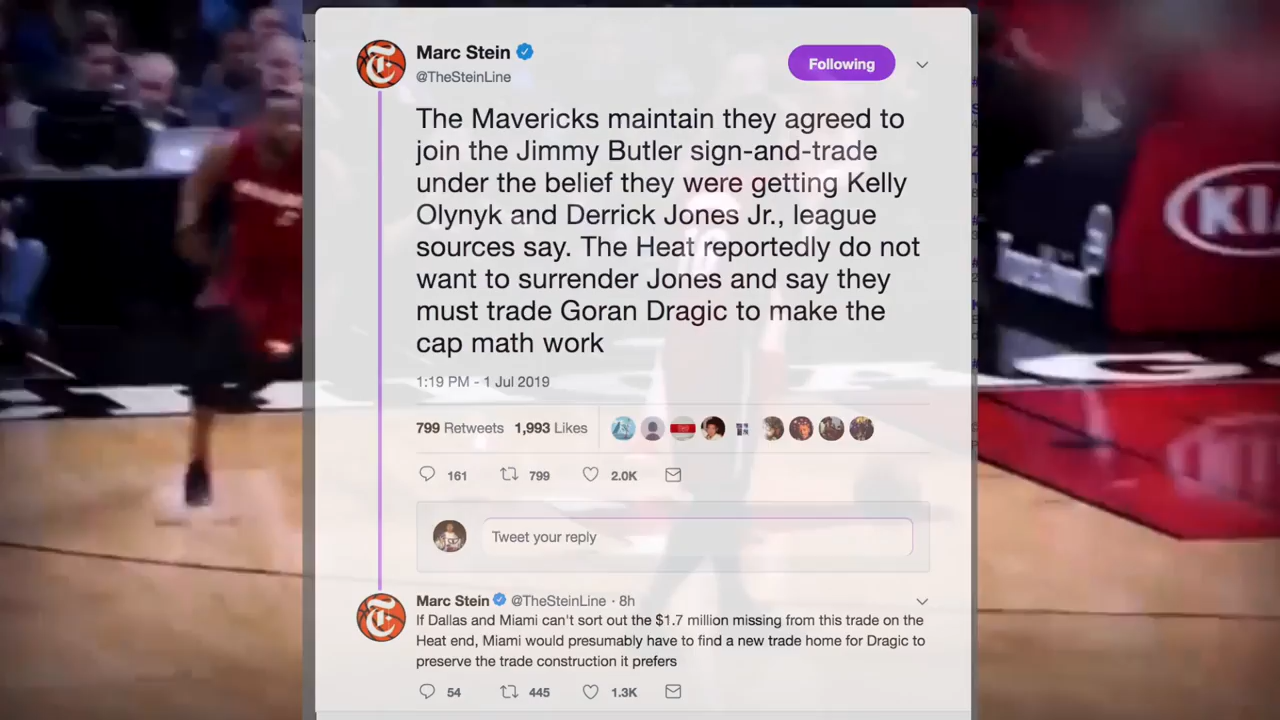 Marc Stein
@TheSteinLine
Following
The Mavericks maintain they agreed to
join the Jimmy Butler sign-and-trade
under the belief they were getting Kelly
Olynyk and Derrick Jones Jr., league
sources say. The Heat reportedly do not
want to surrender Jones and say they
must trade Goran Dragic to make the
cap math work
1:19 PM - 1 Jul 2019
799 Retweets 1,993 Likes
161 799 2.0K
Tweet your reply
Marc Stein @TheSteinLine · 8h
If Dallas and Miami can't sort out the $1.7 million missing from this trade on the
Heat end, Miami would presumably have to find a new trade home for Dragic to
preserve the trade construction it prefers
54 445 1.3K